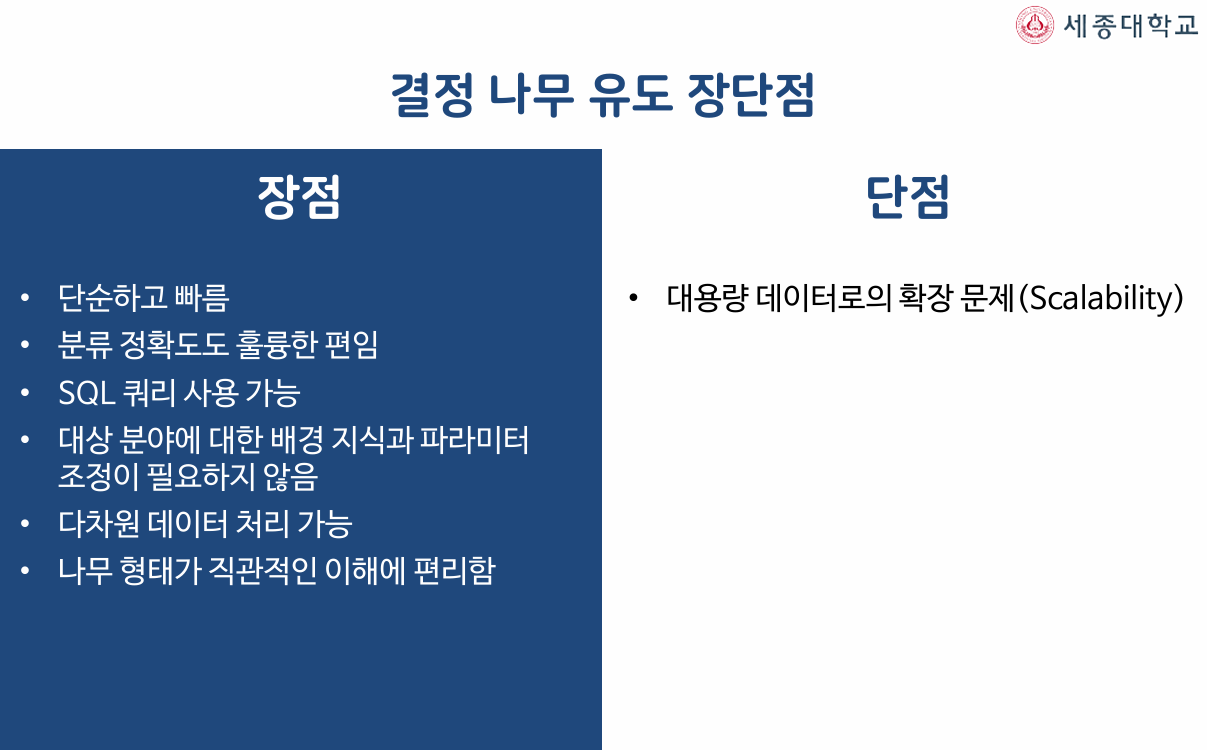 세종대학교
결정 나무 유도 장단점
장점
• 단순하고 빠름
• 분류 정확도도 훌륭한 편임
• SQL 쿼리 사용 가능
• 대상 분야에 대한 배경 지식과 파라미터
조정이 필요하지 않음
• 다차원 데이터 처리 가능
• 나무 형태가 직관적인 이해에 편리함
단점
• 대용량 데이터로의 확장 문제(Scalability)